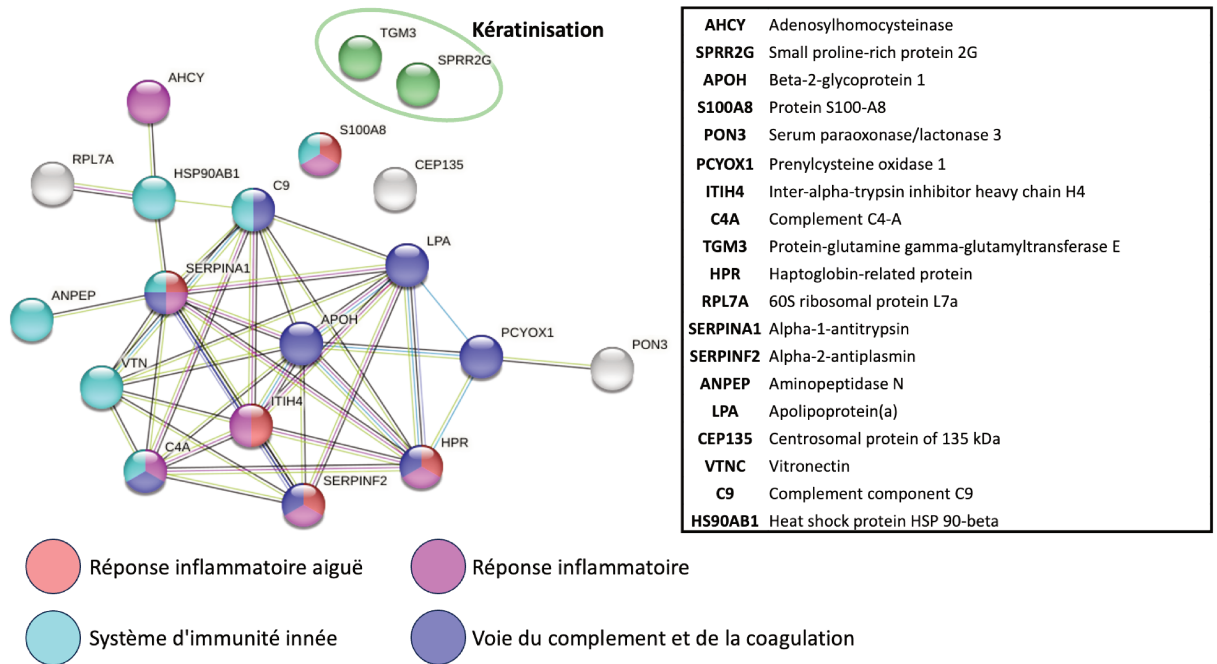 TGM3
Kératinisation
SPRR2G
AHCY
S100A8
RPL7A
CEP135
HSP90AB1
C9
LPA
SERPINA1
ANPEP
APOH
PCYOX1
PON3
VTN
ITIH4
C4A
HPR
SERPINF2
AHCY Adenosylhomocysteinase
SPRR2G Small proline-rich protein 2G
APOH Beta-2-glycoprotein 1
S100A8 Protein S100-A8
PON3 Serum paraoxonase/lactonase 3
PCYOX1 Prenylcysteine oxidase 1
ITIH4 Inter-alpha-trypsin inhibitor heavy chain H4
C4A Complement C4-A
TGM3 Protein-glutamine gamma-glutamyltransferase E
HPR Haptoglobin-related protein
RPL7A 60S ribosomal protein L7a
SERPINA1 Alpha-1-antitrypsin
SERPINF2 Alpha-2-antiplasmin
ANPEP Aminopeptidase N
LPA Apolipoprotein(a)
CEP135 Centrosomal protein of 135 kDa
VTNC Vitronectin
C9 Complement component C9
HS90AB1 Heat shock protein HSP 90-beta
Réponse inflammatoire aiguë
Réponse inflammatoire
Système d'immunité innée
Voie du complement et de la coagulation